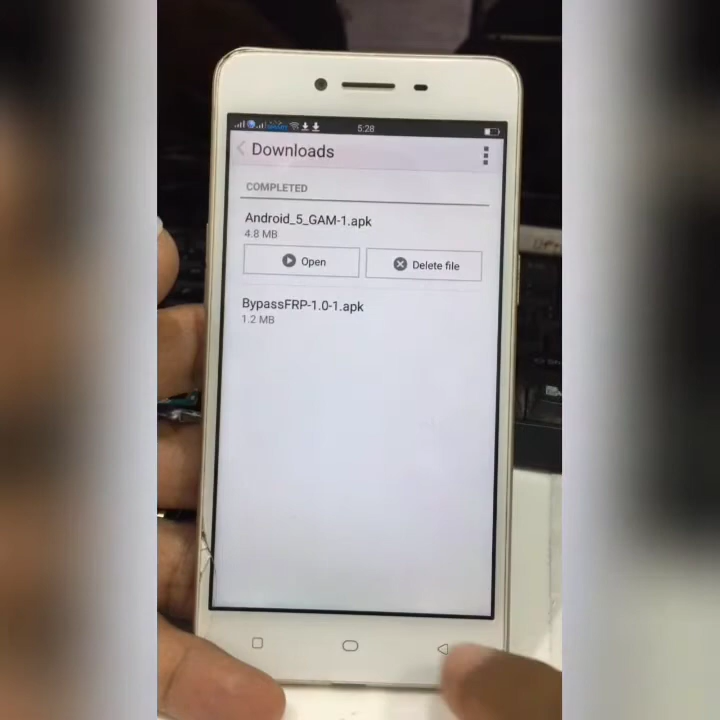 5:28
Downloads
COMPLETED
Android_5_GAM-1.apk
4.8 MB
Open
Delete file
BypassFRP-1.0-1.apk
1.2 MB